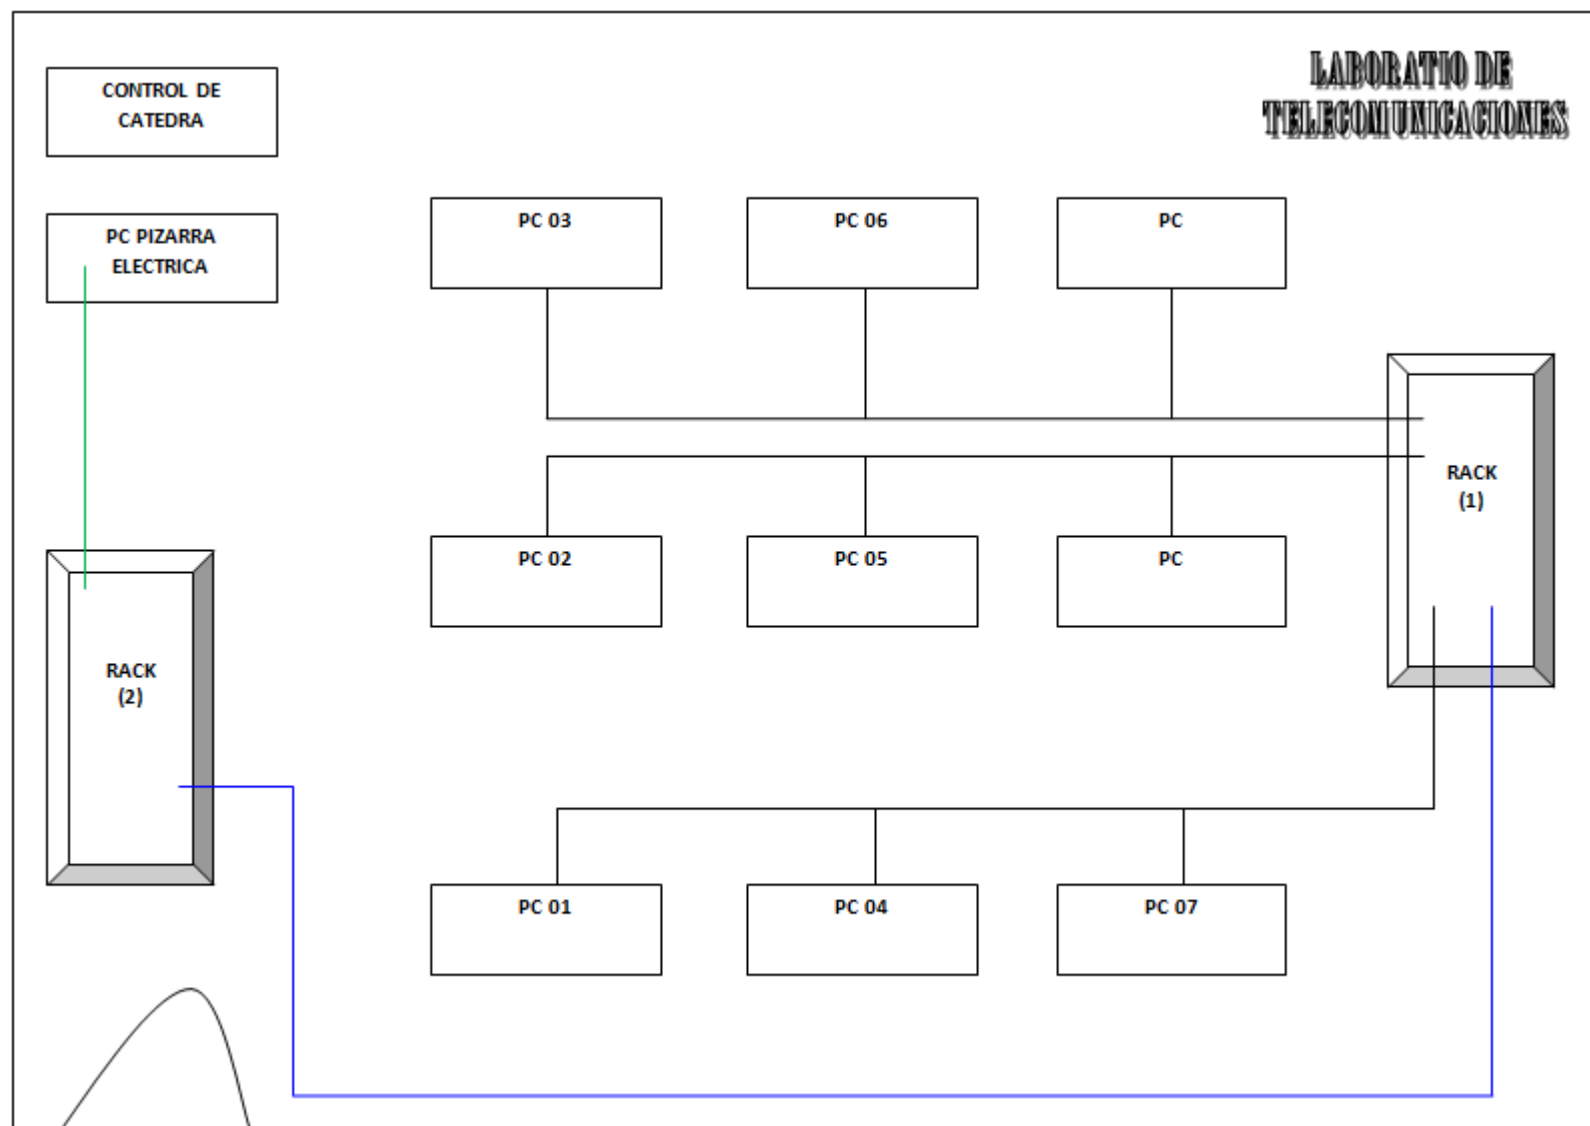 LABORATIO DE
TELECOMUNICACIONES
CONTROL DE
CATEDRA
PC PIZARRA
ELECTRICA
PC 03
PC 06
PC
RACK
(1)
PC 02
PC 05
PC
RACK
(2)
PC 01
PC 04
PC 07